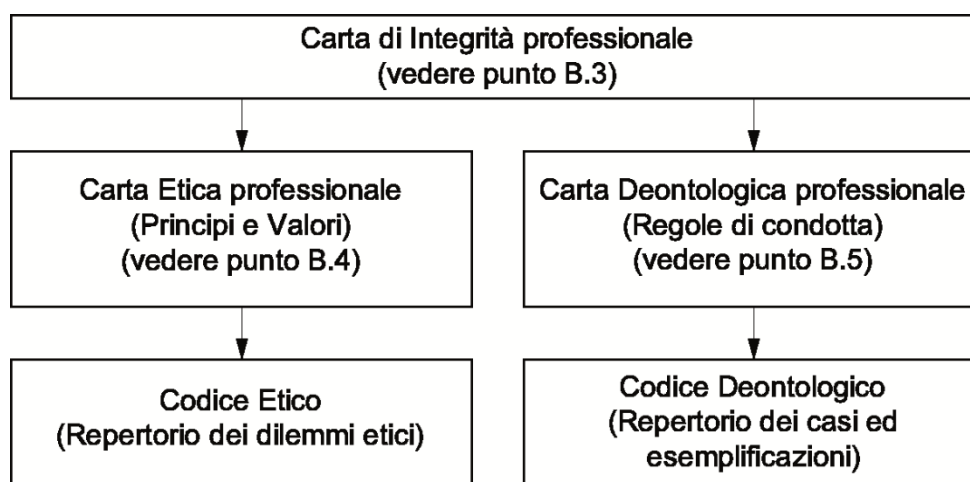 Carta di Integrità professionale
(vedere punto B.3)
Carta Etica professionale
(Principi e Valori)
(vedere punto B.4)
Carta Deontologica professionale
(Regole di condotta)
(vedere punto B.5)
Codice Etico
(Repertorio dei dilemmi etici)
Codice Deontologico
(Repertorio dei casi ed
esemplificazioni)